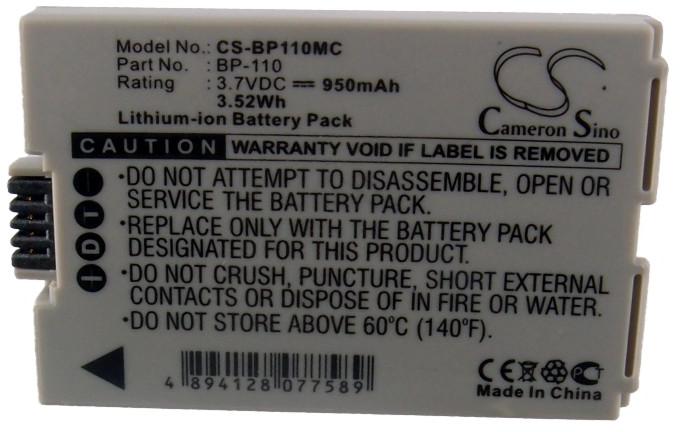 Model No.: CS-BP110MC
Part No. : BP-110
Rating : 3.7VDC ⎓ 950mAh
3.52Wh
Lithium-ion Battery Pack
CS
Cameron Sino
CAUTION WARRANTY VOID IF LABEL IS REMOVED
·DO NOT ATTEMPT TO DISASSEMBLE, OPEN OR
SERVICE THE BATTERY PACK.
·REPLACE ONLY WITH THE BATTERY PACK
DESIGNATED FOR THIS PRODUCT.
·DO NOT CRUSH, PUNCTURE, SHORT EXTERNAL
CONTACTS OR DISPOSE OF IN FIRE OR WATER.
·DO NOT STORE ABOVE 60°C (140°F).
− T D I
4 894128 077589
CE PCT
Made In China